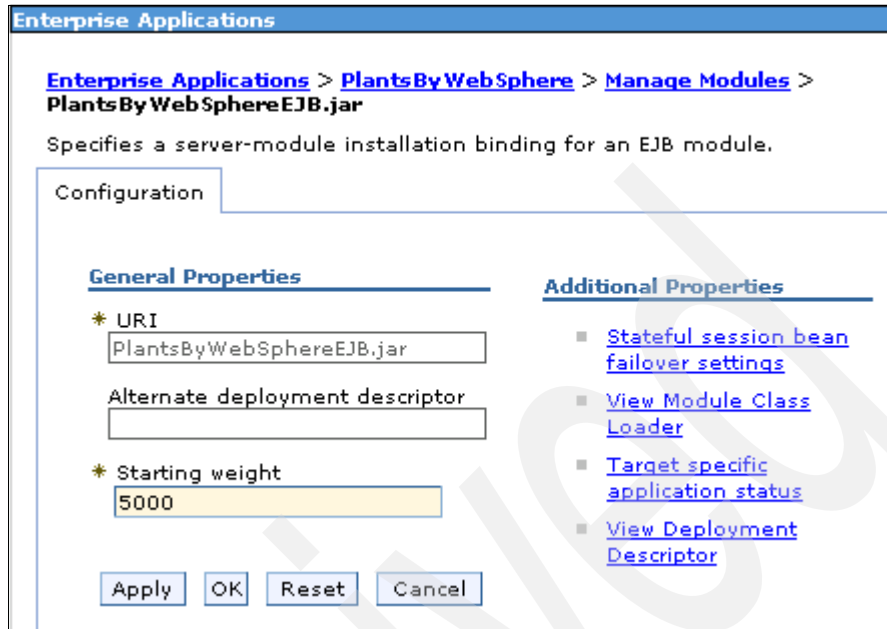 Enterprise Applications
Enterprise Applications > PlantsByWebSphere > Manage Modules >
PlantsByWebSphereEJB.jar
Specifies a server-module installation binding for an EJB module.
Configuration
General Properties
* URI
PlantsByWebSphereEJB.jar
Alternate deployment descriptor
* Starting weight
5000
Apply OK Reset Cancel
Additional Properties
Stateful session bean
failover settings
View Module Class
Loader
Target specific
application status
View Deployment
Descriptor